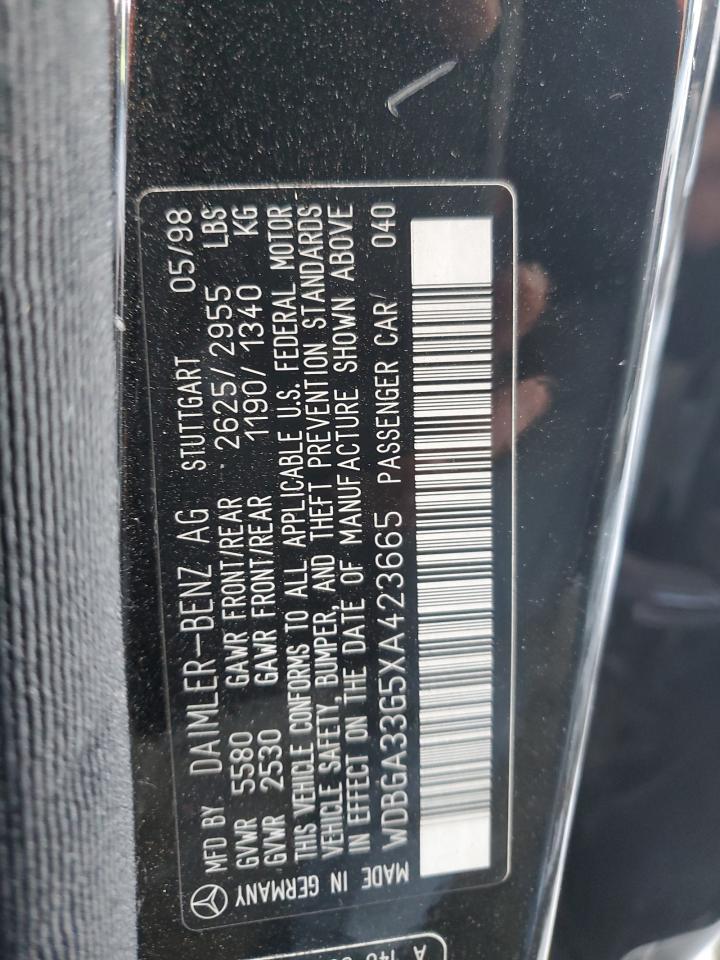 MFD BY DAIMLER-BENZ AG STUTTGART 05/98
GVWR 5580 GAWR FRONT/REAR 2625/2955 LBS
GVWR 2530 GAWR FRONT/REAR 1190/1340 KG
THIS VEHICLE CONFORMS TO ALL APPLICABLE U.S. FEDERAL MOTOR
VEHICLE SAFETY, BUMPER, AND THEFT PREVENTION STANDARDS
IN EFFECT ON THE DATE OF MANUFACTURE SHOWN ABOVE
WDBGA3365XA423665 PASSENGER CAR/ 040
MADE IN GERMANY
A 140